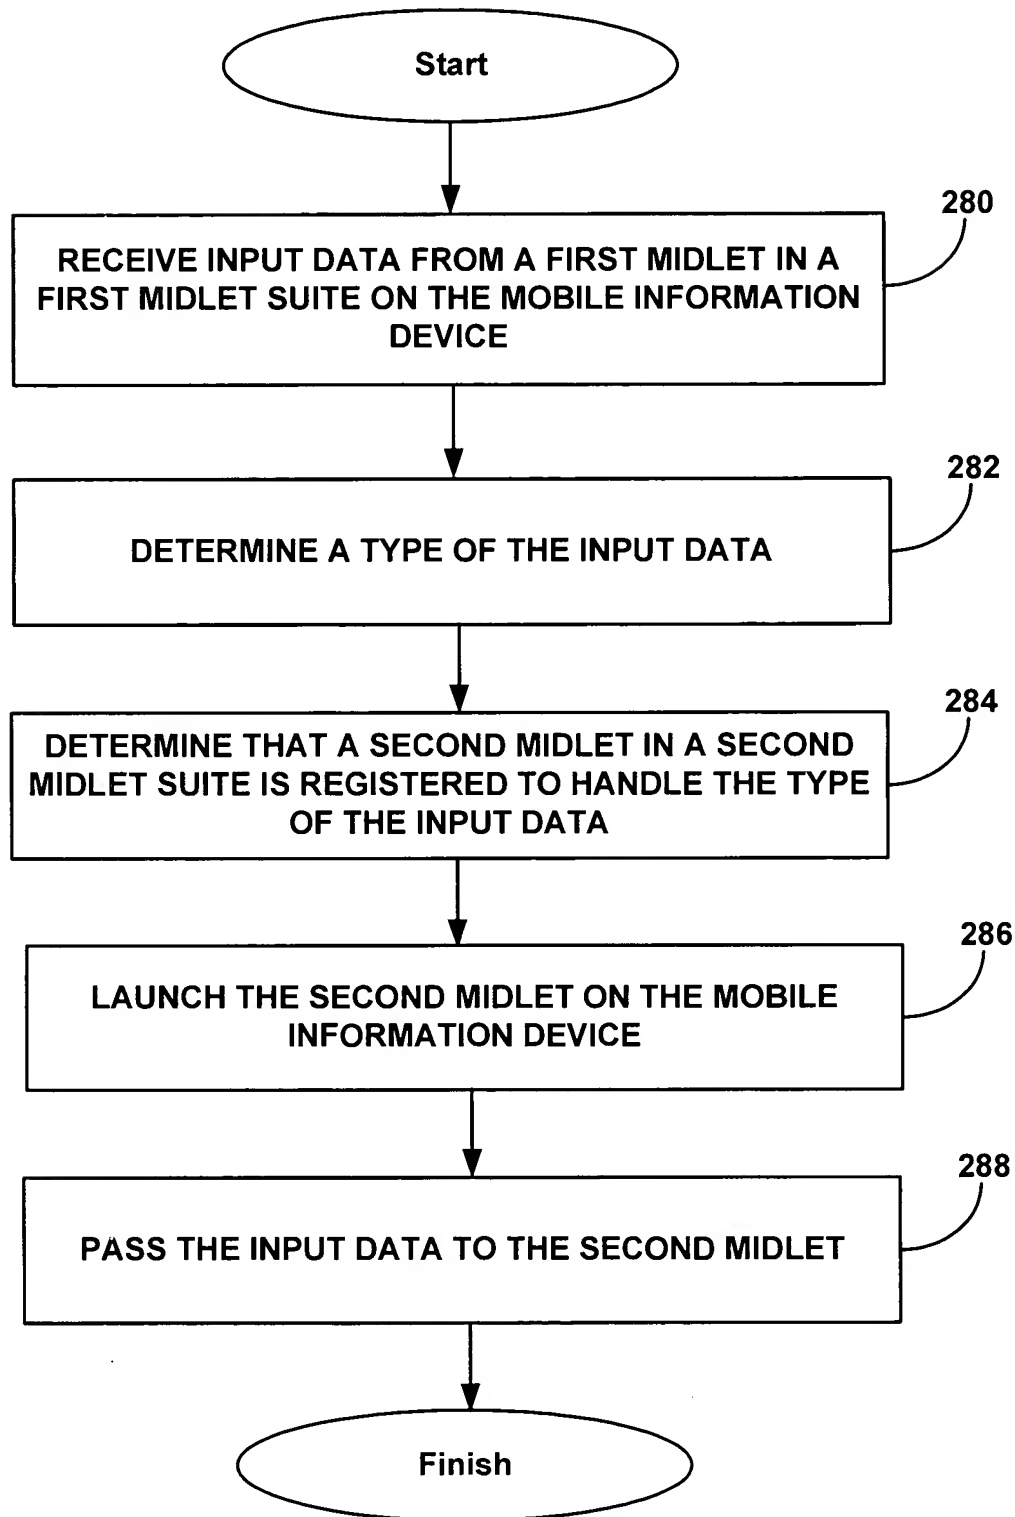 Start
280
RECEIVE INPUT DATA FROM A FIRST MIDLET IN A
FIRST MIDLET SUITE ON THE MOBILE INFORMATION
DEVICE
282
DETERMINE A TYPE OF THE INPUT DATA
284
DETERMINE THAT A SECOND MIDLET IN A SECOND
MIDLET SUITE IS REGISTERED TO HANDLE THE TYPE
OF THE INPUT DATA
286
LAUNCH THE SECOND MIDLET ON THE MOBILE
INFORMATION DEVICE
288
PASS THE INPUT DATA TO THE SECOND MIDLET
Finish